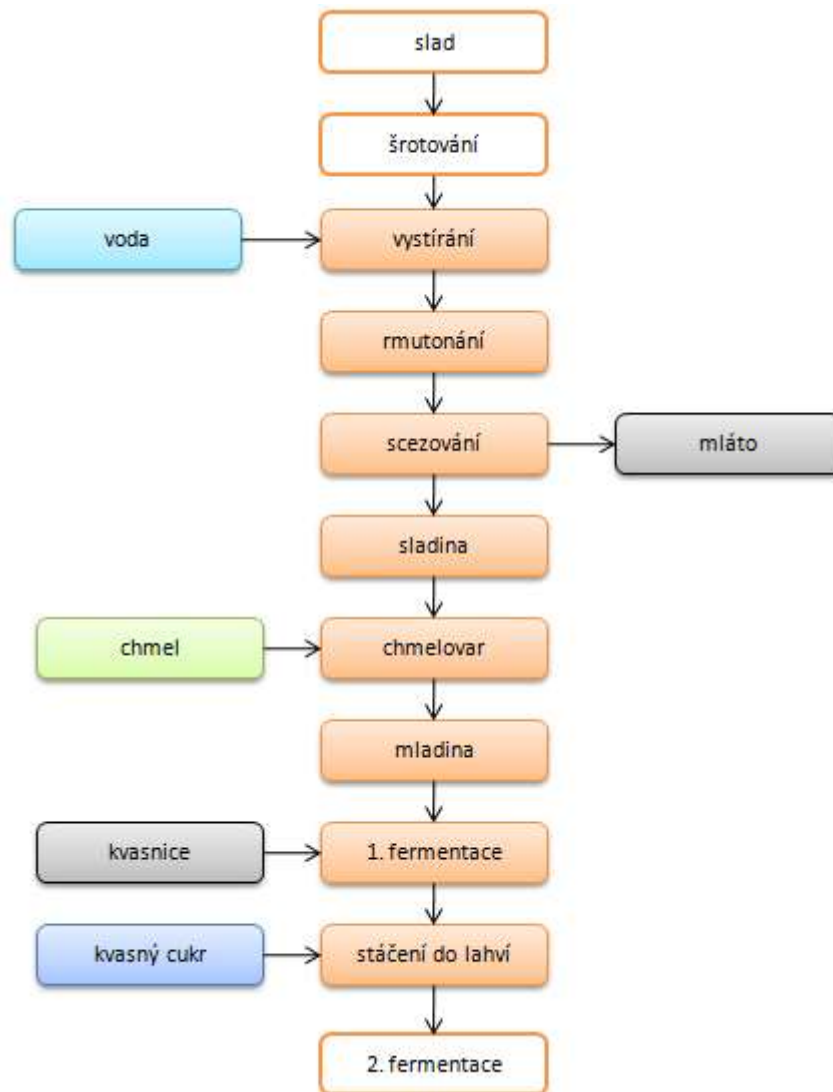 slad
šrotování
voda
vystírání
rmutonání
scezování
mláto
sladina
chmel
chmelovar
mladina
kvasnice
1. fermentace
kvasný cukr
stáčení do lahví
2. fermentace